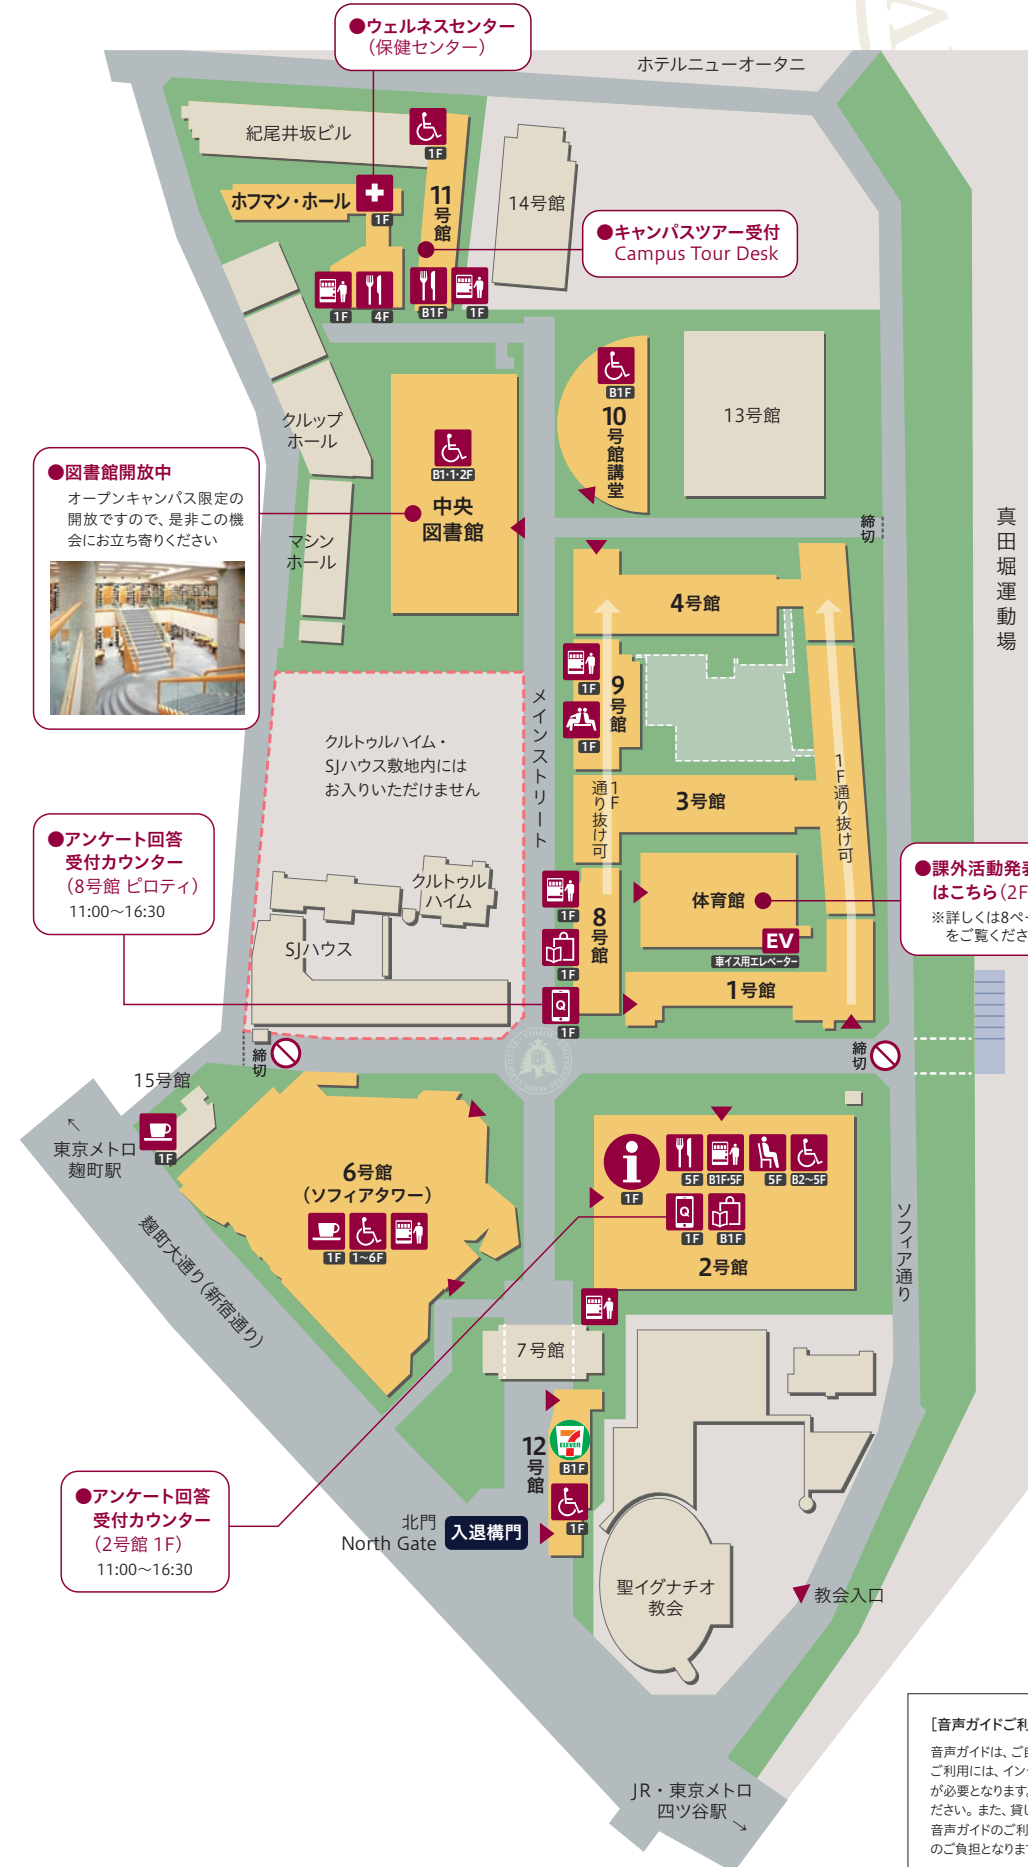 ●ウェルネスセンター
（保健センター）
ホテルニューオータニ
紀尾井坂ビル
1F
ホフマン・ホール
1F
11号館
14号館
●キャンパスツアー受付
Campus Tour Desk
1F
4F
B1F
1F
B1F
10号館講堂
13号館
クルップ
ホール
B1・1・2F
中央
図書館
●図書館開放中
オープンキャンパス限定の
開放ですので、是非この機
会にお立ち寄りください
マシン
ホール
締切
真田堀運動場
4号館
1F
9号館
1F
メインストリート
クルトゥルハイム・
SJハウス敷地内には
お入りいただけません
1F
通り抜け可
3号館
1F通り抜け可
●アンケート回答
受付カウンター
（8号館 ピロティ）
11:00～16:30
クルトゥル
ハイム
SJハウス
1F
8号館
1F
1F
体育館
EV
車イス用エレベーター
1号館
●課外活動発表
はこちら（2F
※詳しくは8ペー
をご覧くださ
締切
締切
15号館
1F
↖
東京メトロ
麹町駅
麹町大通り（新宿通り）
6号館
（ソフィアタワー）
1F
1～6F
1F
5F
B1F・5F
5F
B2～5F
1F
B1F
2号館
ソフィア通り
7号館
12号館
ELEVEN
B1F
1F
北門
North Gate
入退構門
●アンケート回答
受付カウンター
（2号館 1F）
11:00～16:30
聖イグナチオ
教会
教会入口
JR・東京メトロ
四ツ谷駅
↘
［音声ガイドご利
音声ガイドは、ご自
ご利用には、イン
が必要となります。
ださい。また、貸し
音声ガイドのご利
のご負担となります